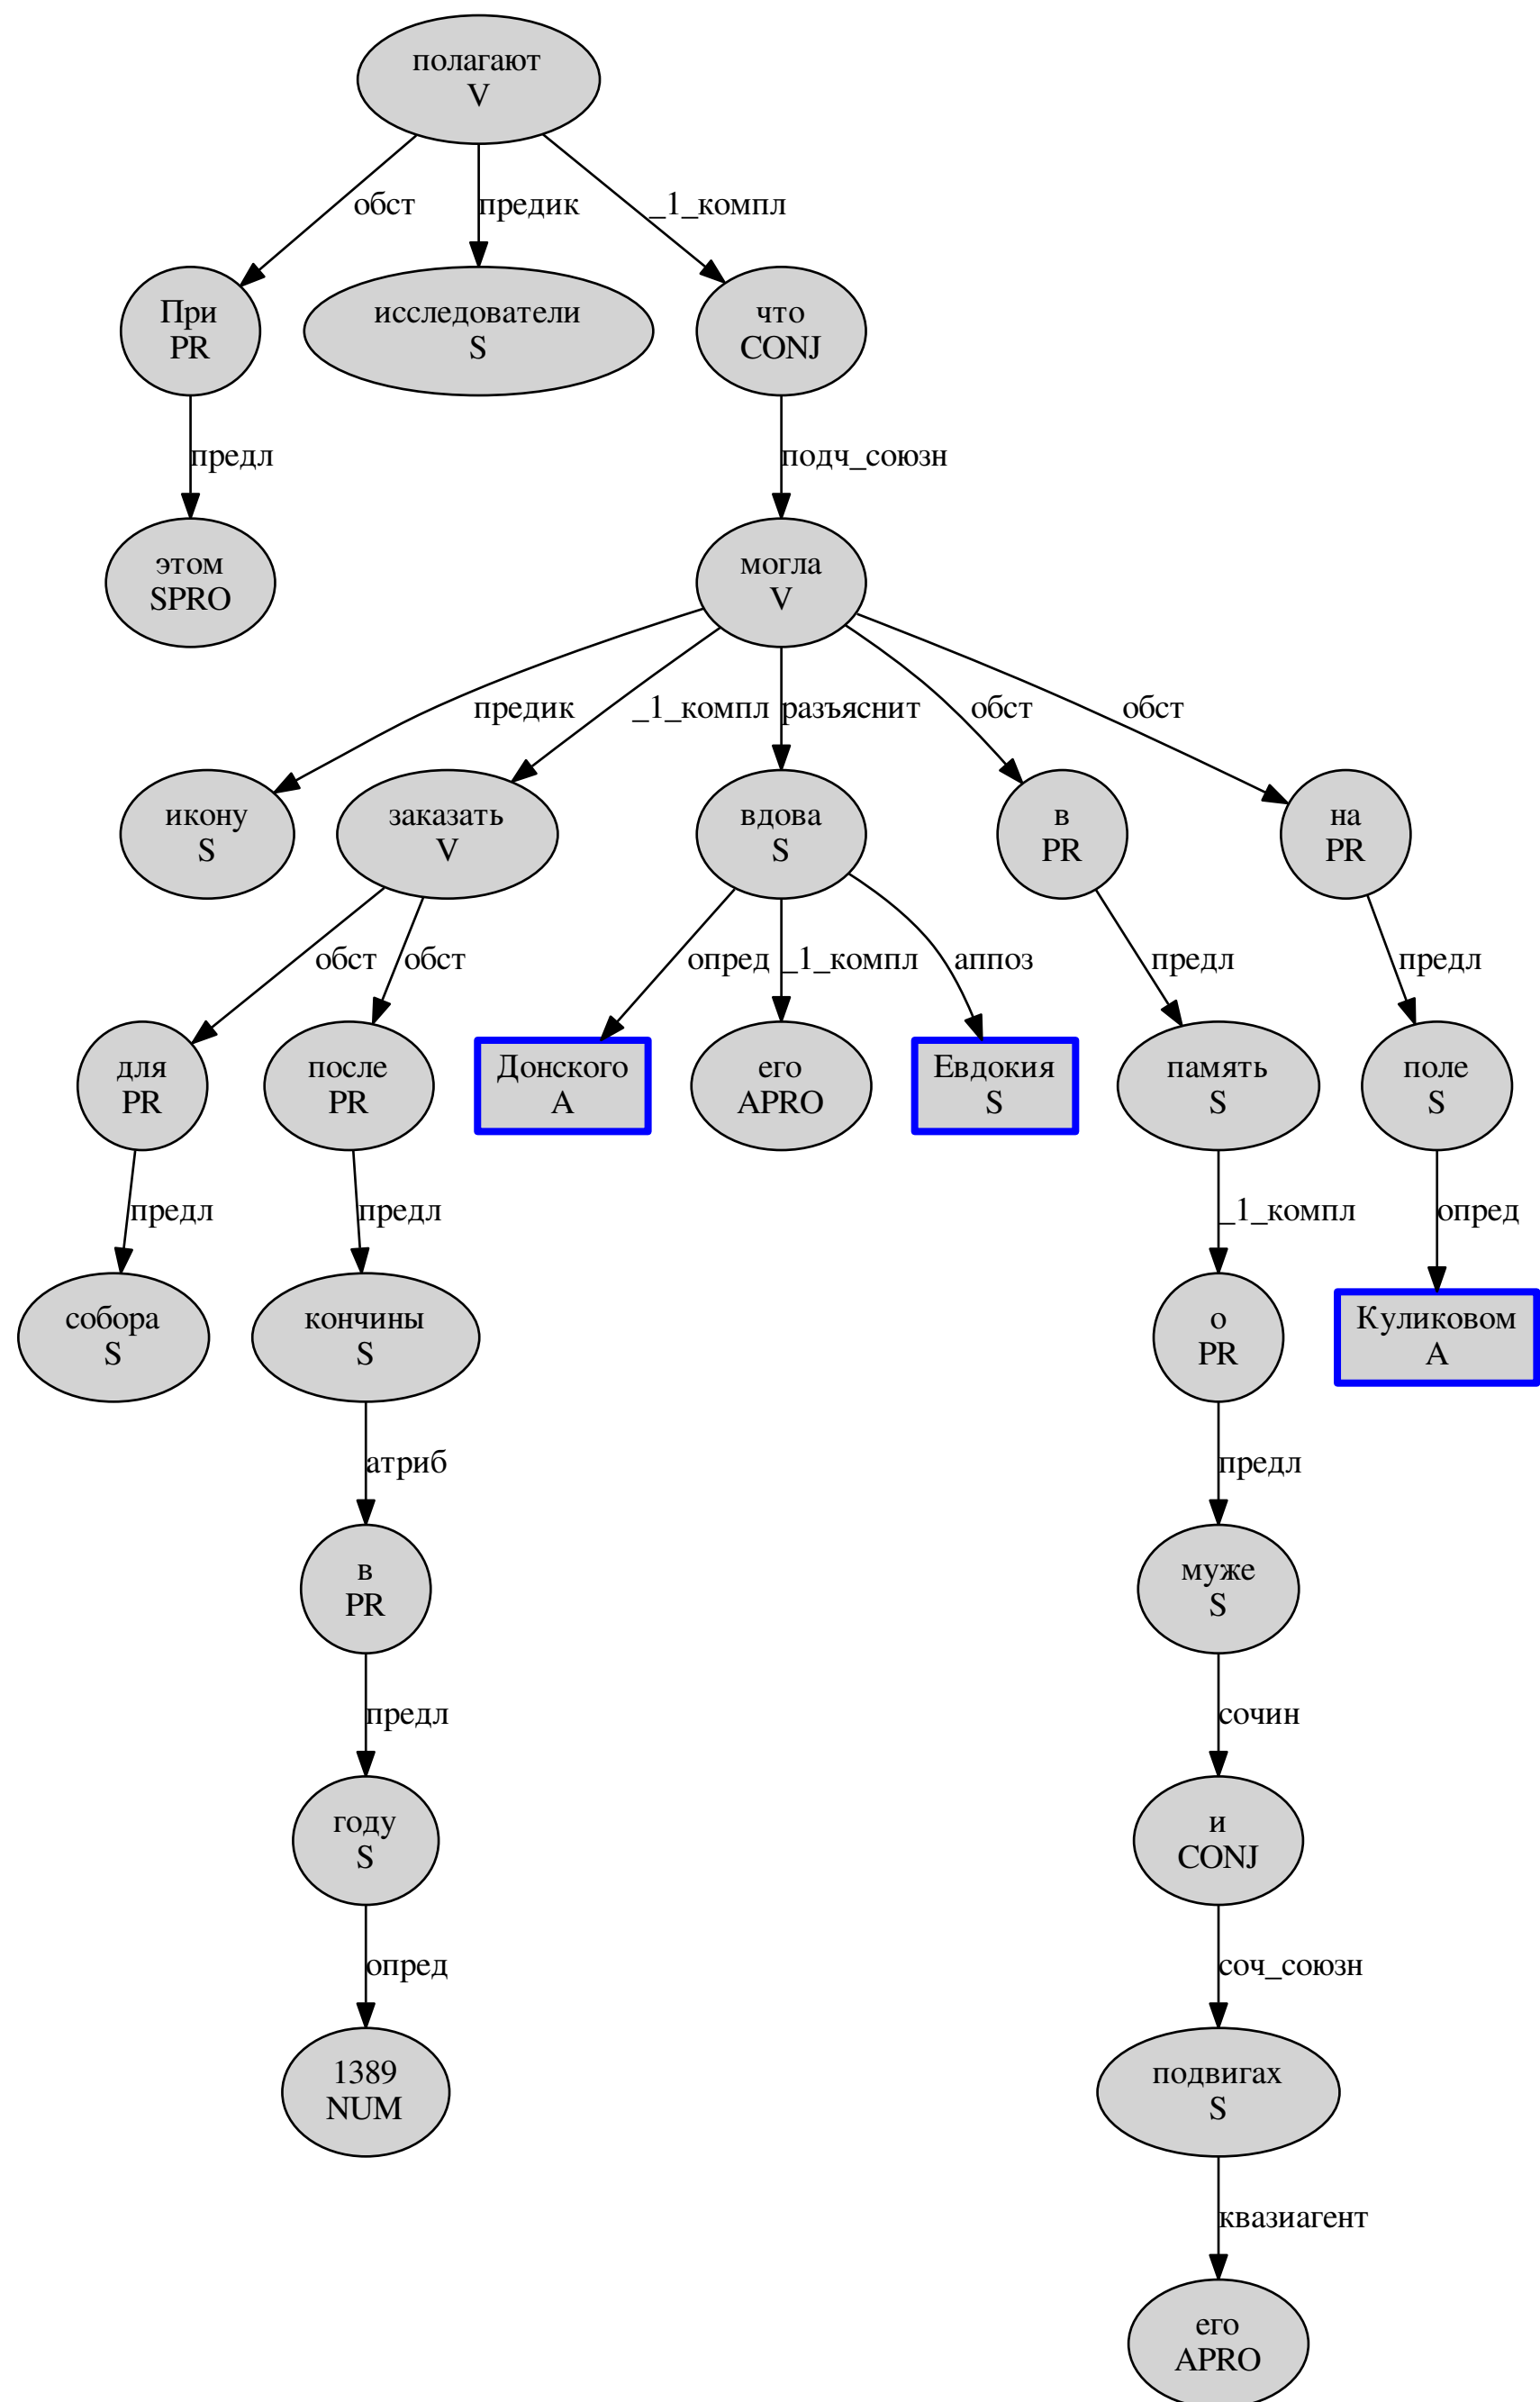 полагают
V
обст
предик
_1_компл
При
PR
исследователи
S
что
CONJ
предл
подч_союзн
этом
SPRO
могла
V
предик
_1_компл
разъяснит
обст
обст
икону
S
заказать
V
вдова
S
в
PR
на
PR
обст
обст
опред
_1_компл
аппоз
предл
предл
для
PR
после
PR
Донского
A
его
APRO
Евдокия
S
память
S
поле
S
предл
предл
_1_компл
опред
собора
S
кончины
S
о
PR
Куликовом
A
атриб
предл
в
PR
муже
S
предл
сочин
году
S
и
CONJ
опред
соч_союзн
1389
NUM
подвигах
S
квазиагент
его
APRO